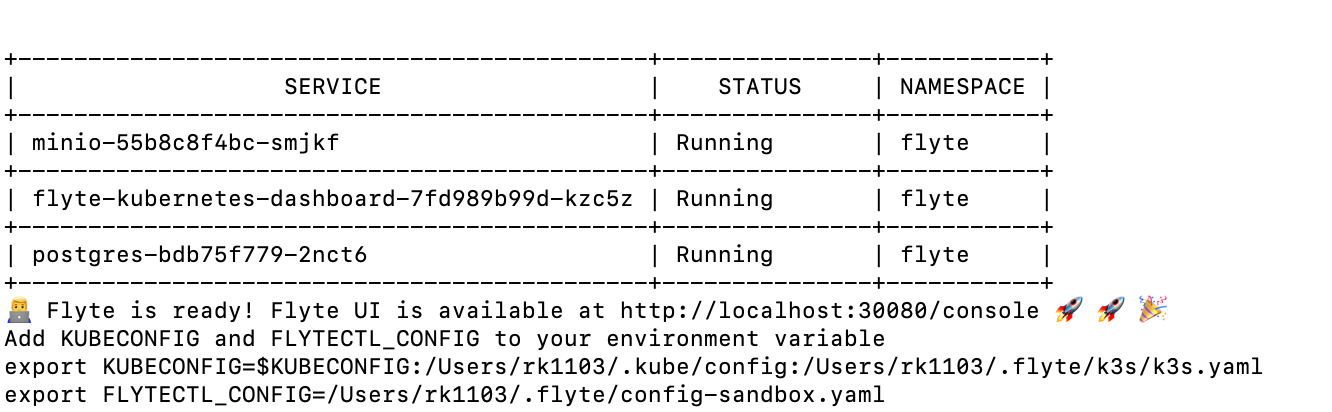 +---------------------------------------------+---------------+-----------+
| SERVICE | STATUS | NAMESPACE |
+---------------------------------------------+---------------+-----------+
| minio-55b8c8f4bc-smjkf | Running | flyte |
+---------------------------------------------+---------------+-----------+
| flyte-kubernetes-dashboard-7fd989b99d-kzc5z | Running | flyte |
+---------------------------------------------+---------------+-----------+
| postgres-bdb75f779-2nct6 | Running | flyte |
+---------------------------------------------+---------------+-----------+
👨‍💻 Flyte is ready! Flyte UI is available at http://localhost:30080/console 🚀 🚀 🎉
Add KUBECONFIG and FLYTECTL_CONFIG to your environment variable
export KUBECONFIG=$KUBECONFIG:/Users/rk1103/.kube/config:/Users/rk1103/.flyte/k3s/k3s.yaml
export FLYTECTL_CONFIG=/Users/rk1103/.flyte/config-sandbox.yaml